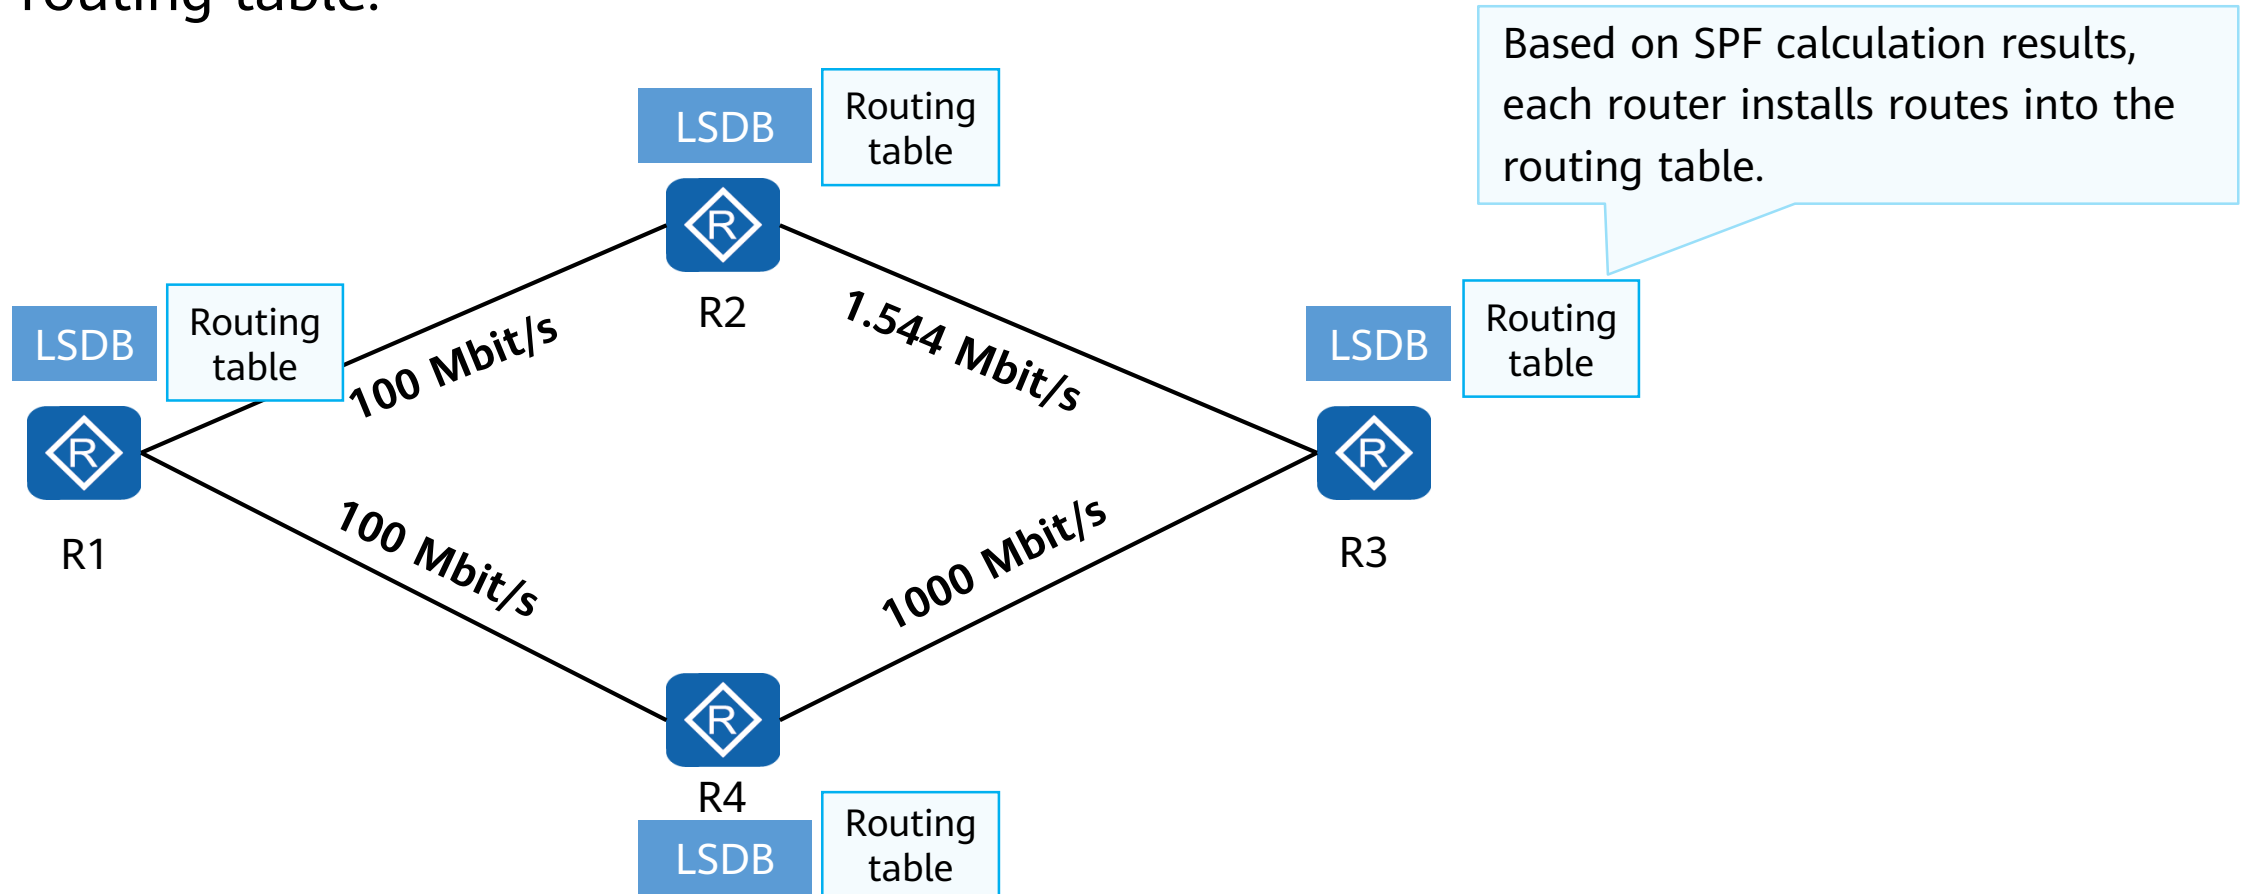 routing table.
Based on SPF calculation results,
each router installs routes into the
routing table.
LSDB
Routing
table
R
R2
100 Mbit/s
1.544 Mbit/s
LSDB
Routing
table
R
R1
LSDB
Routing
table
R
R3
100 Mbit/s
1000 Mbit/s
R
R4
LSDB
Routing
table